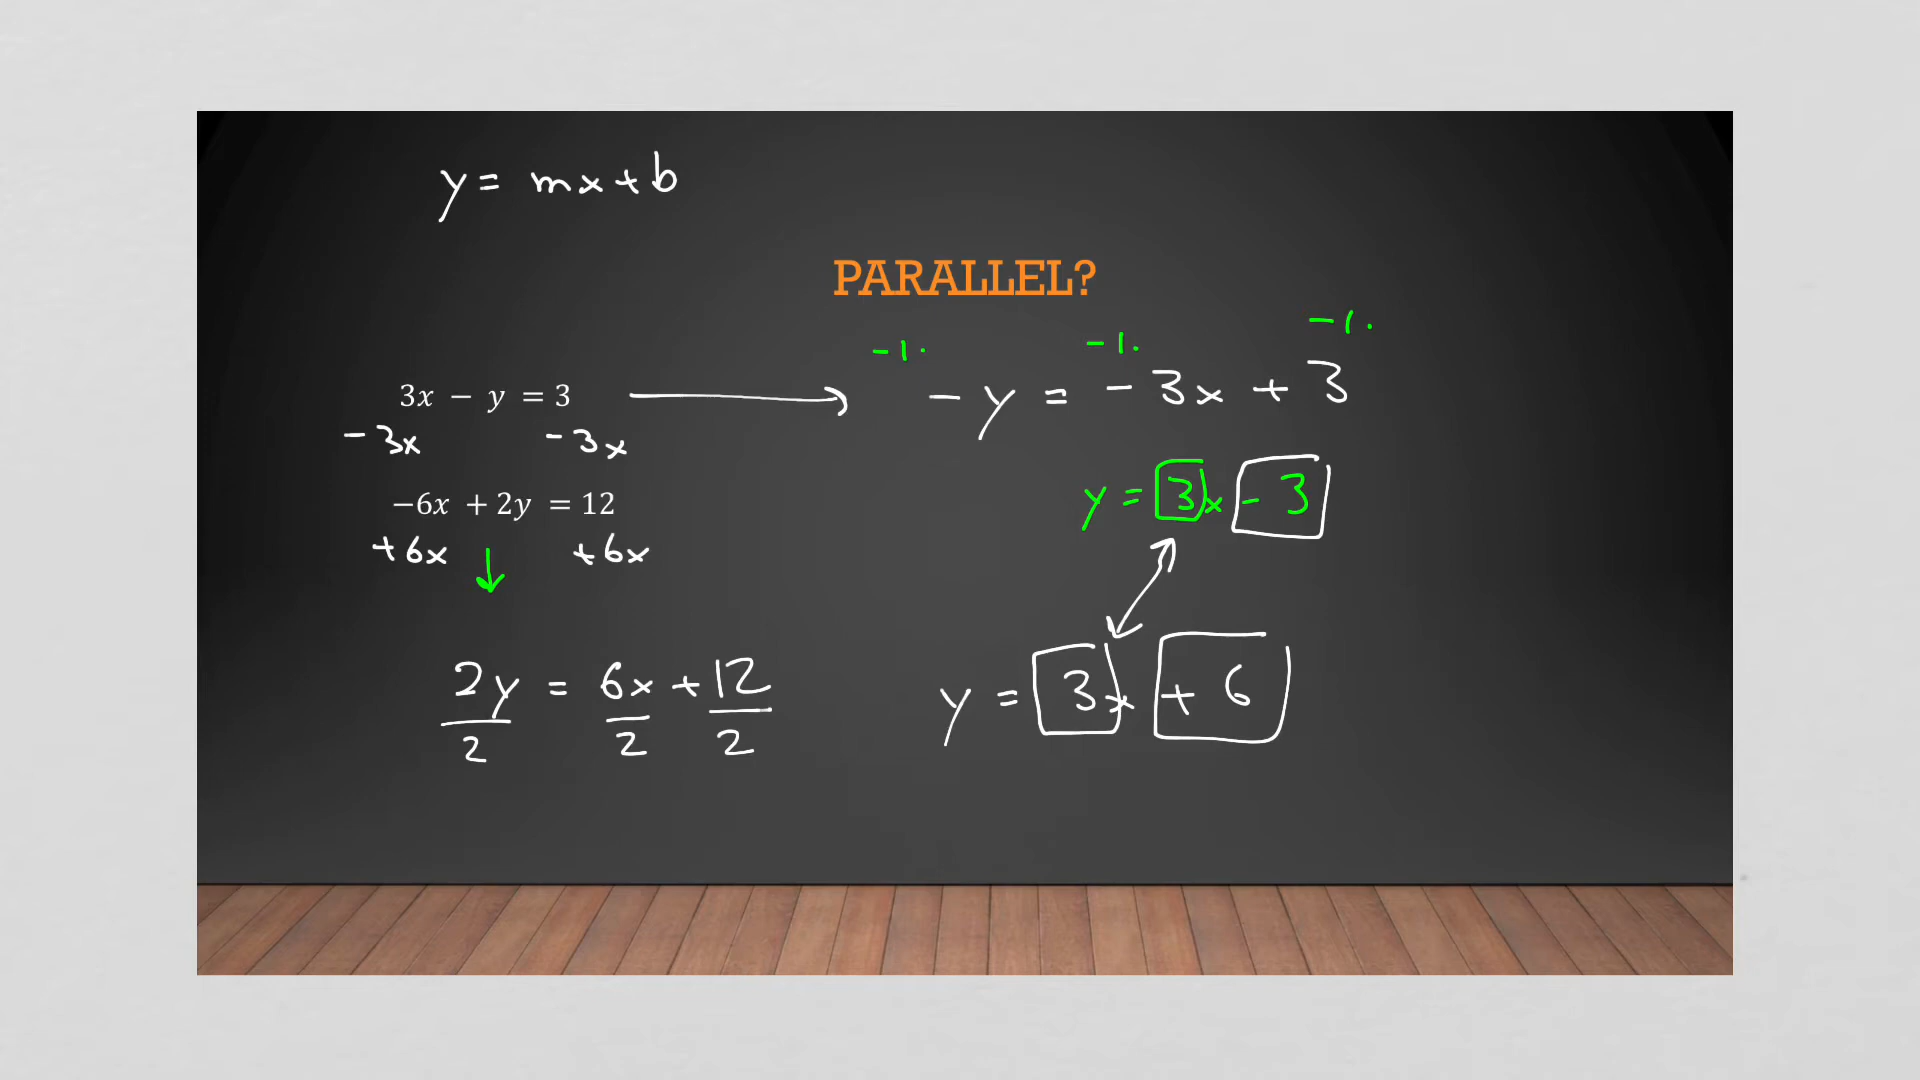 y = mx + b
PARALLEL?
-1· -1· -1·
3x − y = 3 → -y = -3x + 3
-3x -3x
y = 3x - 3
−6x + 2y = 12
+6x +6x
2y = 6x + 12
2 2 2
y = 3x + 6